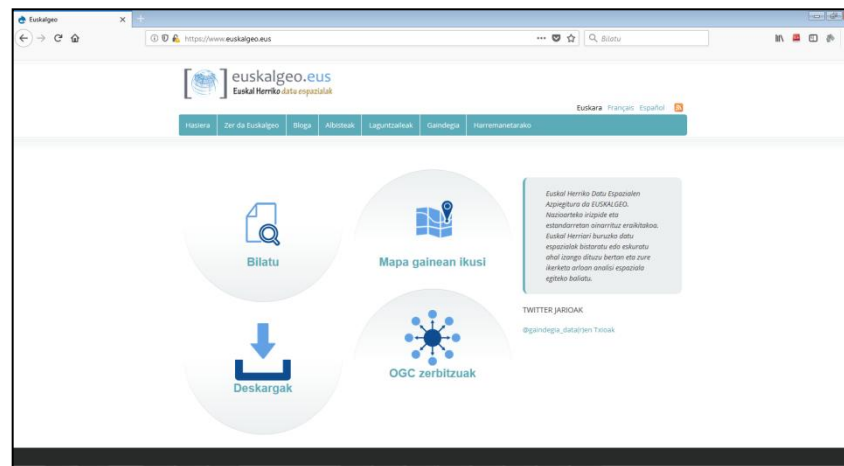 Euskalgeo
https://www.euskalgeo.eus
Bilatu
euskalgeo.eus
Euskal Herriko datu espazialak
Euskara Français Español
Hasiera Zer da Euskalgeo Bloga Albisteak Laguntzaileak Gaindegia Harremanetarako
Bilatu
Mapa gainean ikusi
Deskargak
OGC zerbitzuak
Euskal Herriko Datu Espazialen
Azpiegitura da EUSKALGEO.
Nazioarteko irizpide eta
estandarretan oinarrituz eraikitakoa.
Euskal Herriari buruzko datu
espazialak bistaratu edo eskuratu
ahal izango dituzu bertan eta zure
ikerketa arloan analisi espaziala
egiteko baliatu.
TWITTER JARIOAK
@gaindegia_data(r)en Txioak